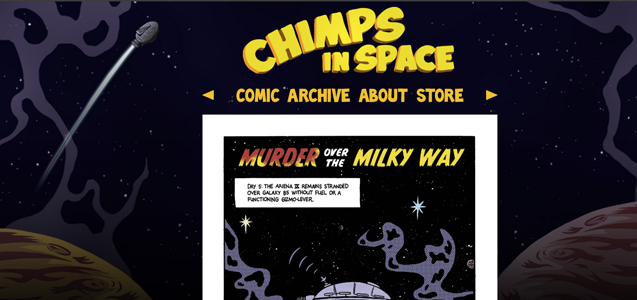 CHIMPS
IN SPACE
COMIC ARCHIVE ABOUT STORE
MURDER OVER THE MILKY WAY
DAY 5: THE ARIENA IX REMAINS STRANDED
OVER GALAXY B5 WITHOUT FUEL OR A
FUNCTIONING GIZMO-LEVER.